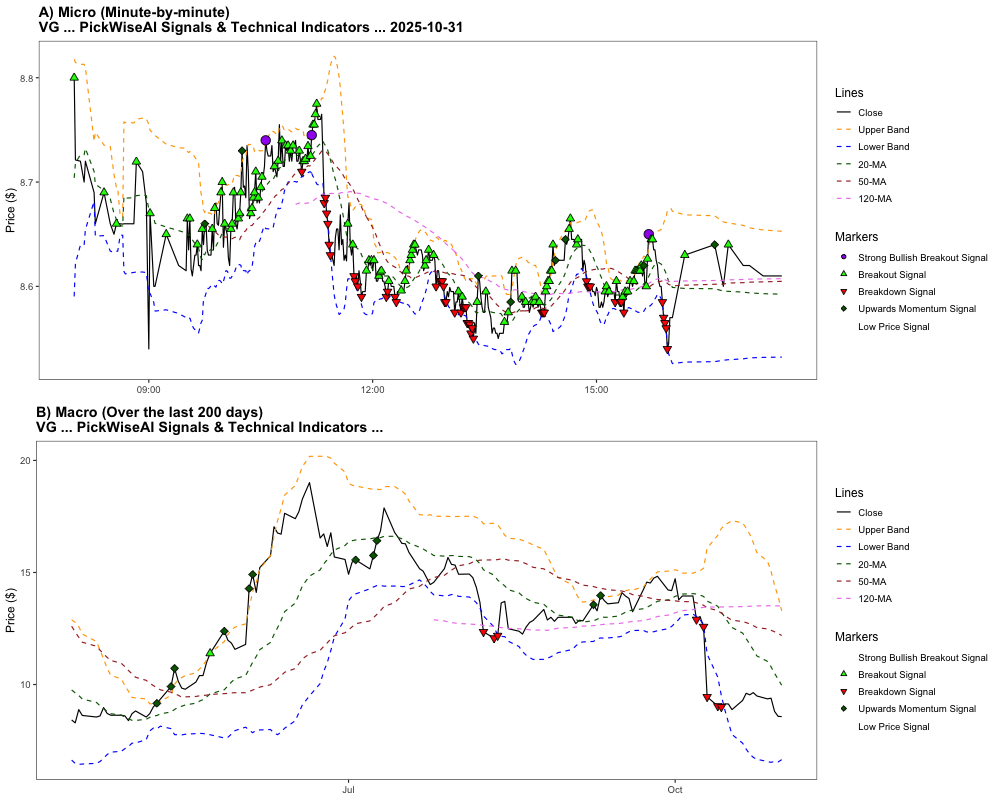 A) Micro (Minute-by-minute)
VG ... PickWiseAI Signals & Technical Indicators ... 2025-10-31
Price ($)
8.8
8.7
8.6
09:00
12:00
15:00
Lines
Close
Upper Band
Lower Band
20-MA
50-MA
120-MA
Markers
Strong Bullish Breakout Signal
Breakout Signal
Breakdown Signal
Upwards Momentum Signal
Low Price Signal
B) Macro (Over the last 200 days)
VG ... PickWiseAI Signals & Technical Indicators ...
Price ($)
20
15
10
Jul
Oct
Lines
Close
Upper Band
Lower Band
20-MA
50-MA
120-MA
Markers
Strong Bullish Breakout Signal
Breakout Signal
Breakdown Signal
Upwards Momentum Signal
Low Price Signal